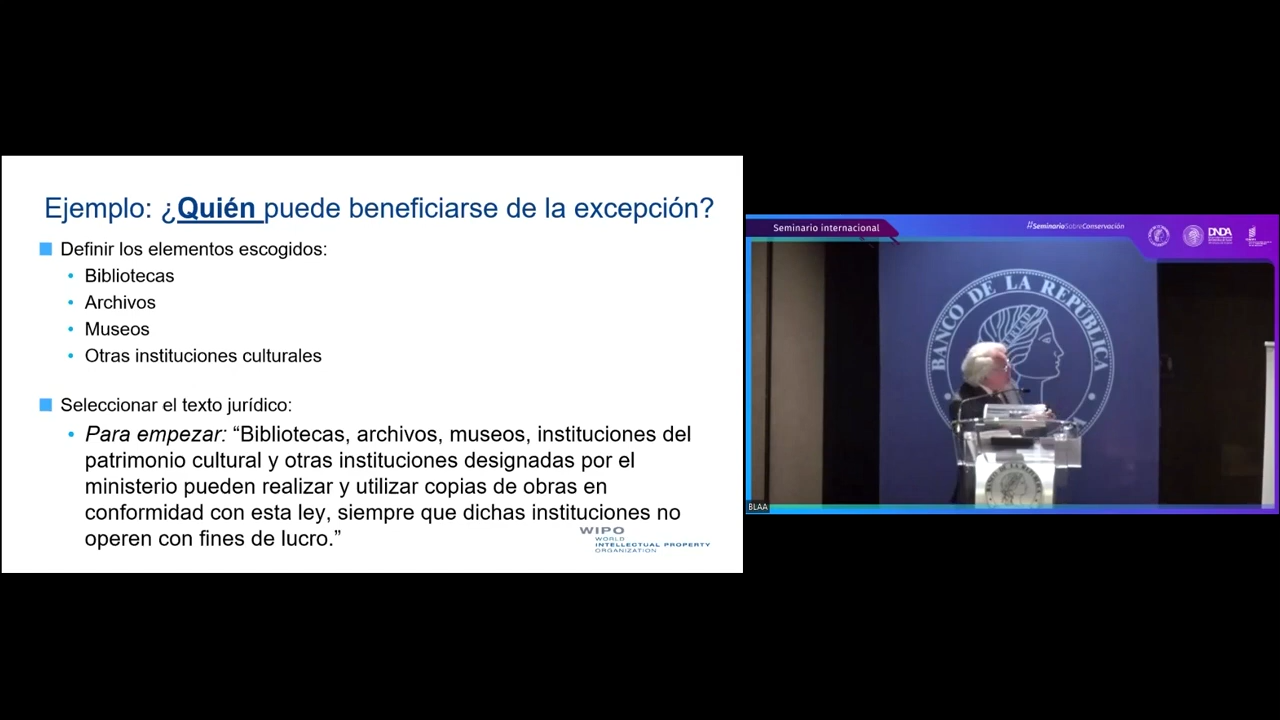 Ejemplo: ¿Quién puede beneficiarse de la excepción?
Definir los elementos escogidos:
• Bibliotecas
• Archivos
• Museos
• Otras instituciones culturales
Seleccionar el texto jurídico:
• Para empezar: “Bibliotecas, archivos, museos, instituciones del
patrimonio cultural y otras instituciones designadas por el
ministerio pueden realizar y utilizar copias de obras en
conformidad con esta ley, siempre que dichas instituciones no
operen con fines de lucro.”
WIPO
WORLD
INTELLECTUAL PROPERTY
ORGANIZATION
Seminario internacional
#SeminarioSobreConservación
DNDA
BANCO DE LA REPÚBLICA
BLAA